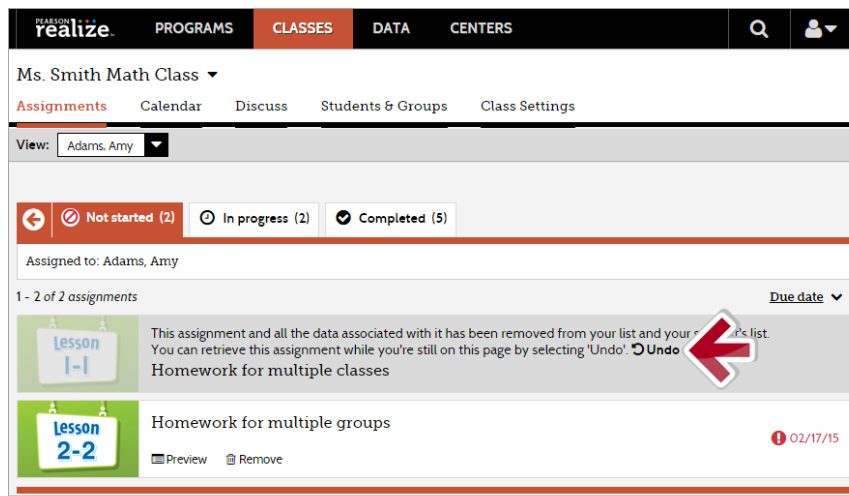 PEARSON
realize™ PROGRAMS CLASSES DATA CENTERS
Ms. Smith Math Class
Assignments Calendar Discuss Students & Groups Class Settings
View: Adams, Amy
Not started (2) In progress (2) Completed (5)
Assigned to: Adams, Amy
1 - 2 of 2 assignments Due date
Lesson
1-1
This assignment and all the data associated with it has been removed from your list and your list.
You can retrieve this assignment while you're still on this page by selecting 'Undo'. Undo
Homework for multiple classes
Lesson
2-2
Homework for multiple groups
02/17/15
Preview Remove